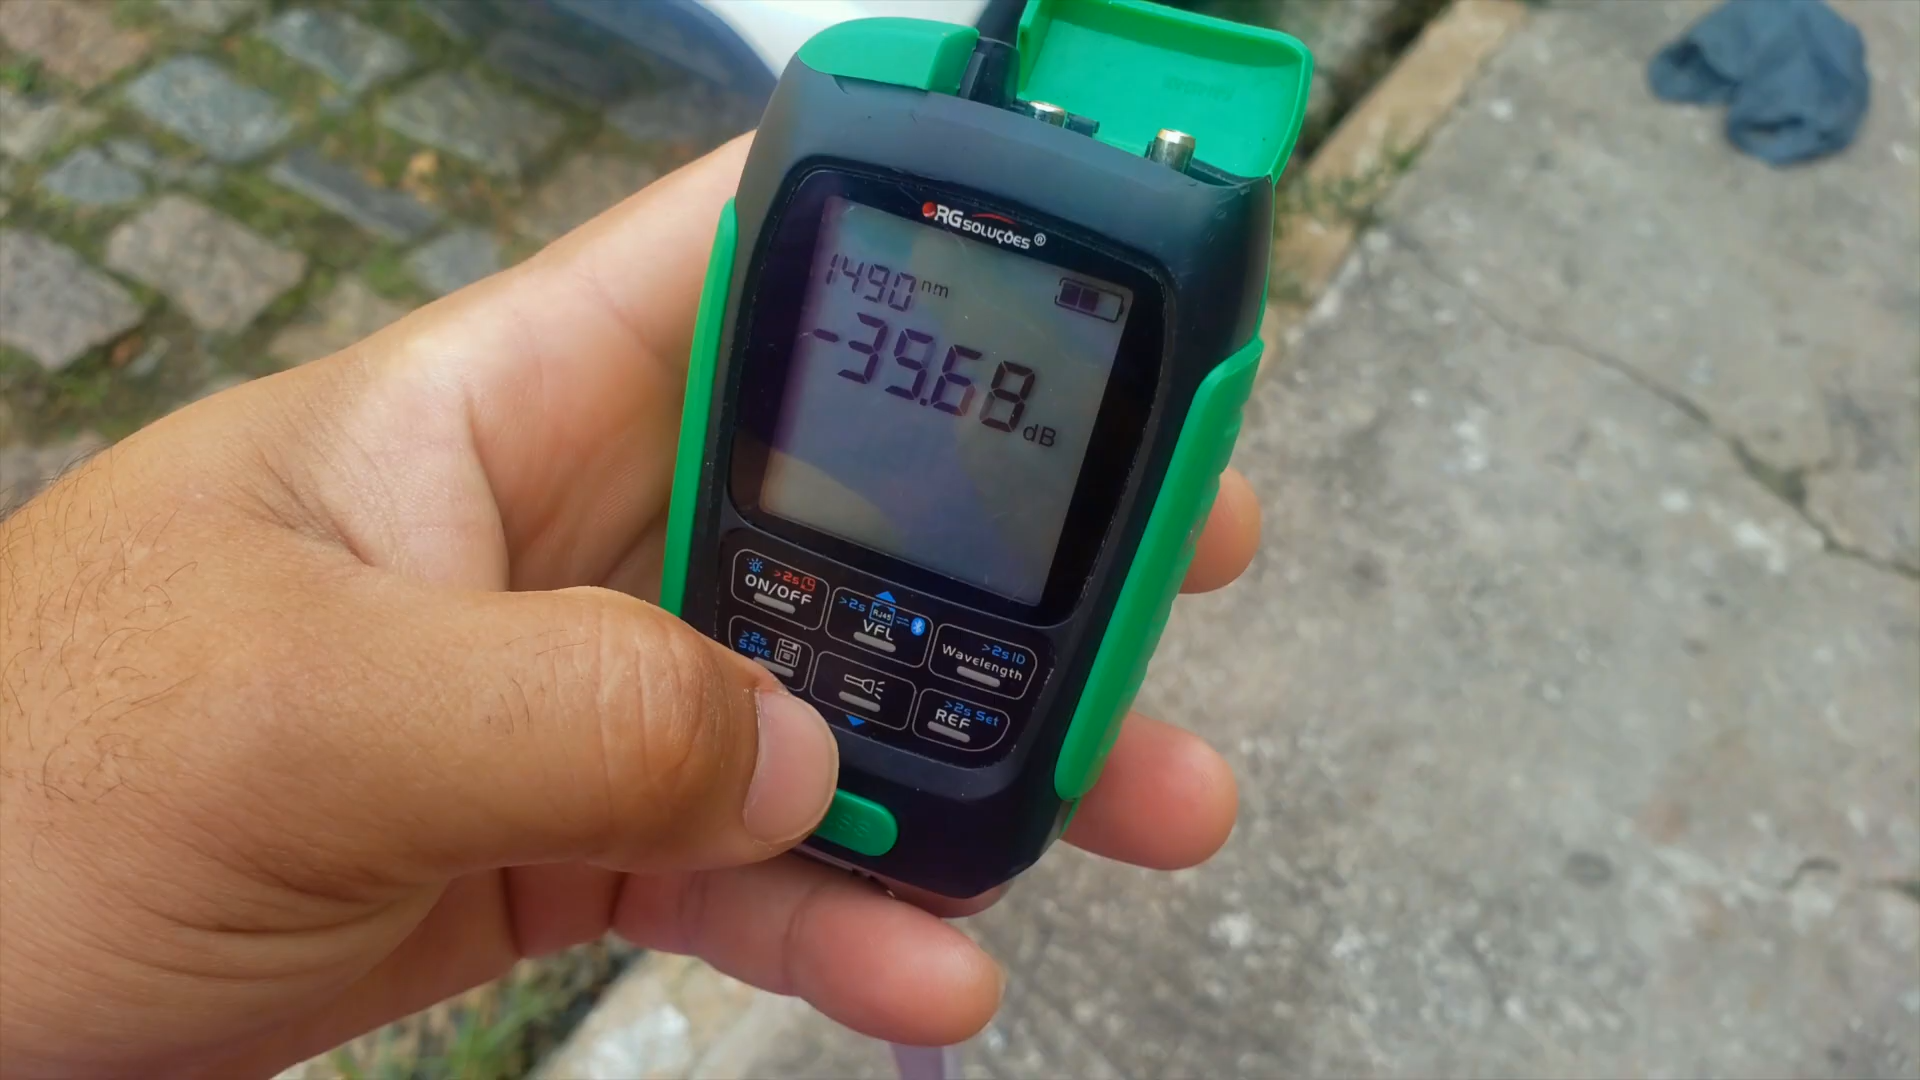 RG SOLUÇÕES ®
1490 nm
-39.68 dB
>2s
ON/OFF
>2s RJ45
VFL
>2s ID
Wavelength
>2s
Save
>2s Set
REF